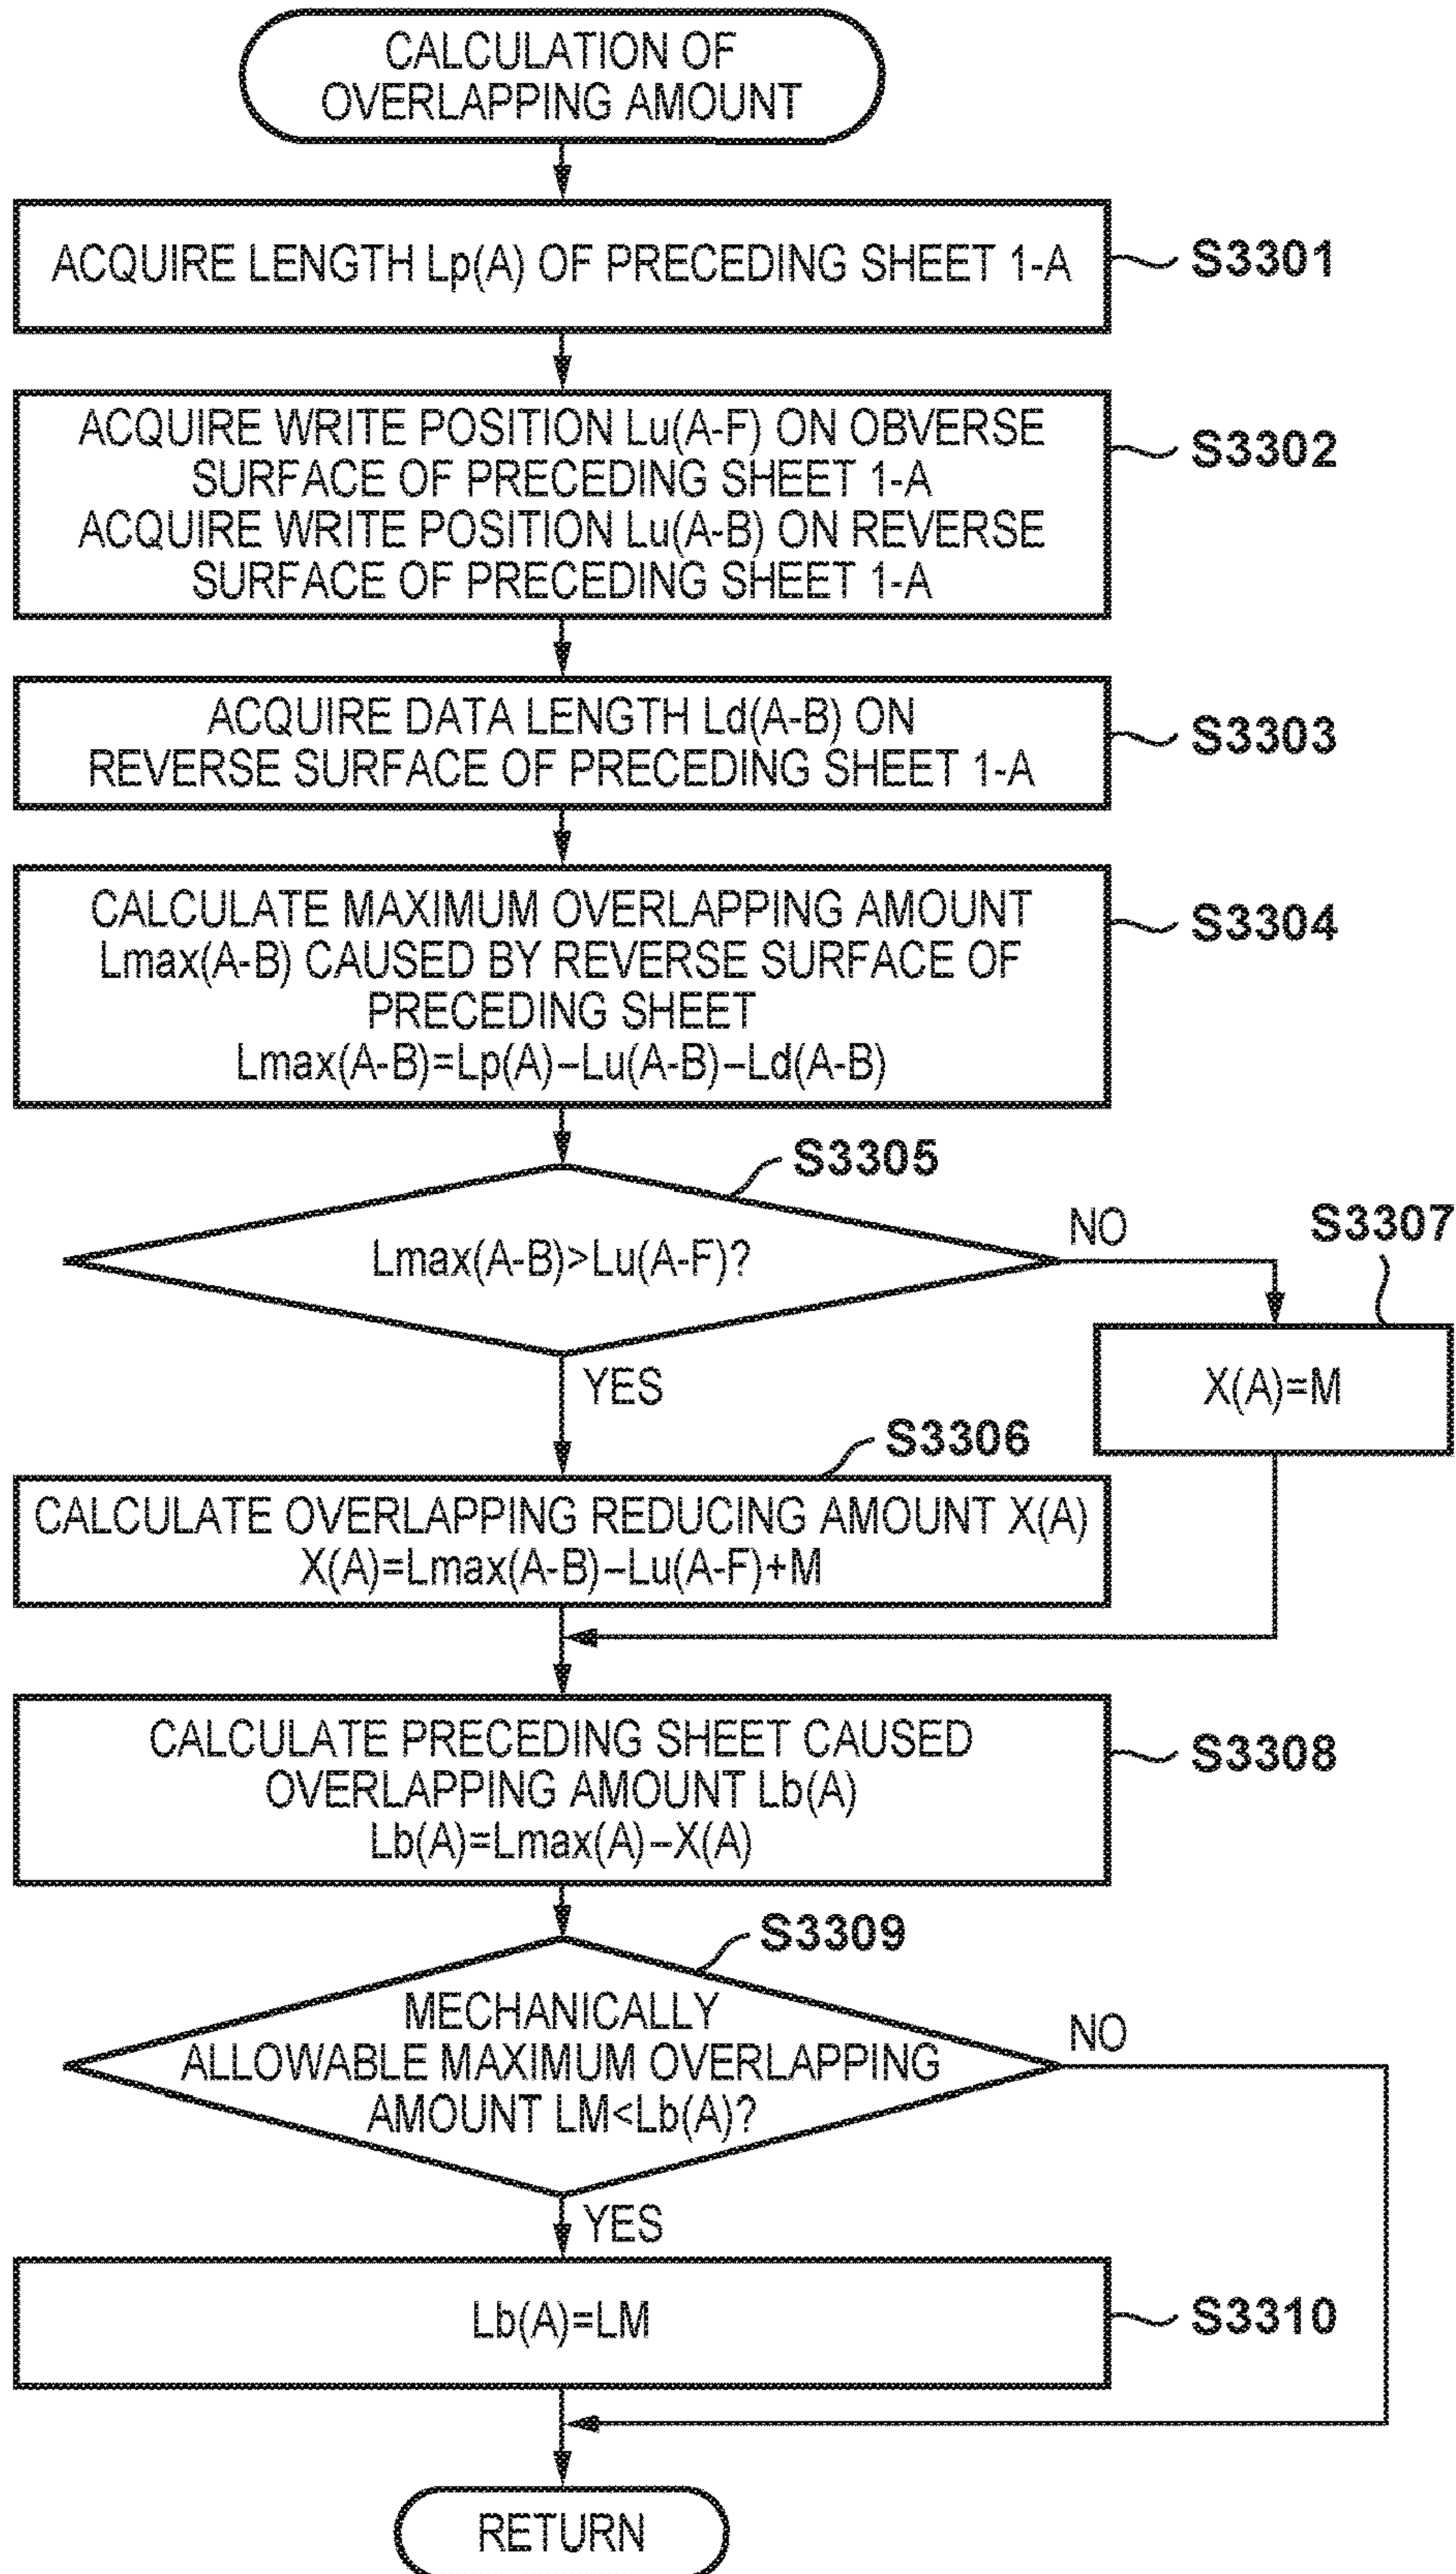 CALCULATION OF
OVERLAPPING AMOUNT
ACQUIRE LENGTH Lp(A) OF PRECEDING SHEET 1-A
S3301
ACQUIRE WRITE POSITION Lu(A-F) ON OBVERSE
SURFACE OF PRECEDING SHEET 1-A
ACQUIRE WRITE POSITION Lu(A-B) ON REVERSE
SURFACE OF PRECEDING SHEET 1-A
S3302
ACQUIRE DATA LENGTH Ld(A-B) ON
REVERSE SURFACE OF PRECEDING SHEET 1-A
S3303
CALCULATE MAXIMUM OVERLAPPING AMOUNT
Lmax(A-B) CAUSED BY REVERSE SURFACE OF
PRECEDING SHEET
Lmax(A-B)=Lp(A)–Lu(A-B)–Ld(A-B)
S3304
S3305
Lmax(A-B)>Lu(A-F)?
NO
S3307
X(A)=M
YES
S3306
CALCULATE OVERLAPPING REDUCING AMOUNT X(A)
X(A)=Lmax(A-B)–Lu(A-F)+M
CALCULATE PRECEDING SHEET CAUSED
OVERLAPPING AMOUNT Lb(A)
Lb(A)=Lmax(A)–X(A)
S3308
S3309
MECHANICALLY
ALLOWABLE MAXIMUM OVERLAPPING
AMOUNT LM<Lb(A)?
NO
YES
Lb(A)=LM
S3310
RETURN